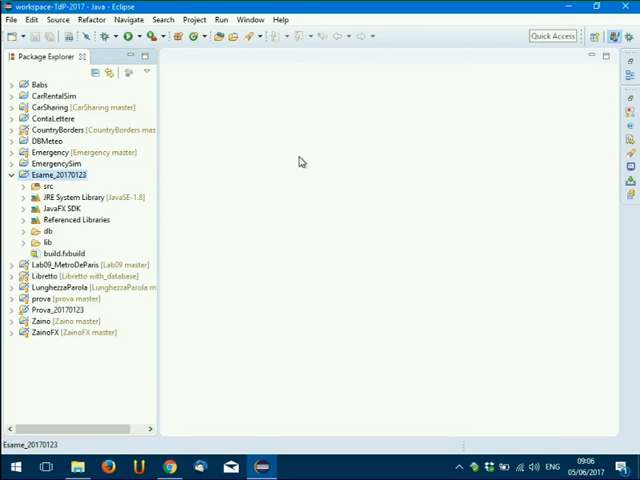 workspace-TdP-2017 - Java - Eclipse
File Edit Source Refactor Navigate Search Project Run Window Help
Quick Access
Package Explorer
Babs
CarRentalSim
CarSharing [CarSharing master]
ContaLettere
CountryBorders [CountryBorders mas
DBMeteo
Emergency [Emergency master]
EmergencySim
Esame_20170123
src
JRE System Library [JavaSE-1.8]
JavaFX SDK
Referenced Libraries
db
lib
build.fxbuild
Lab09_MetroDeParis [Lab09 master]
Libretto [Libretto with_database]
LunghezzaParola [LunghezzaParola m
prova [prova master]
Prova_20170123
Zaino [Zaino master]
ZainoFX [ZainoFX master]
Esame_20170123
ENG
09:06
05/06/2017